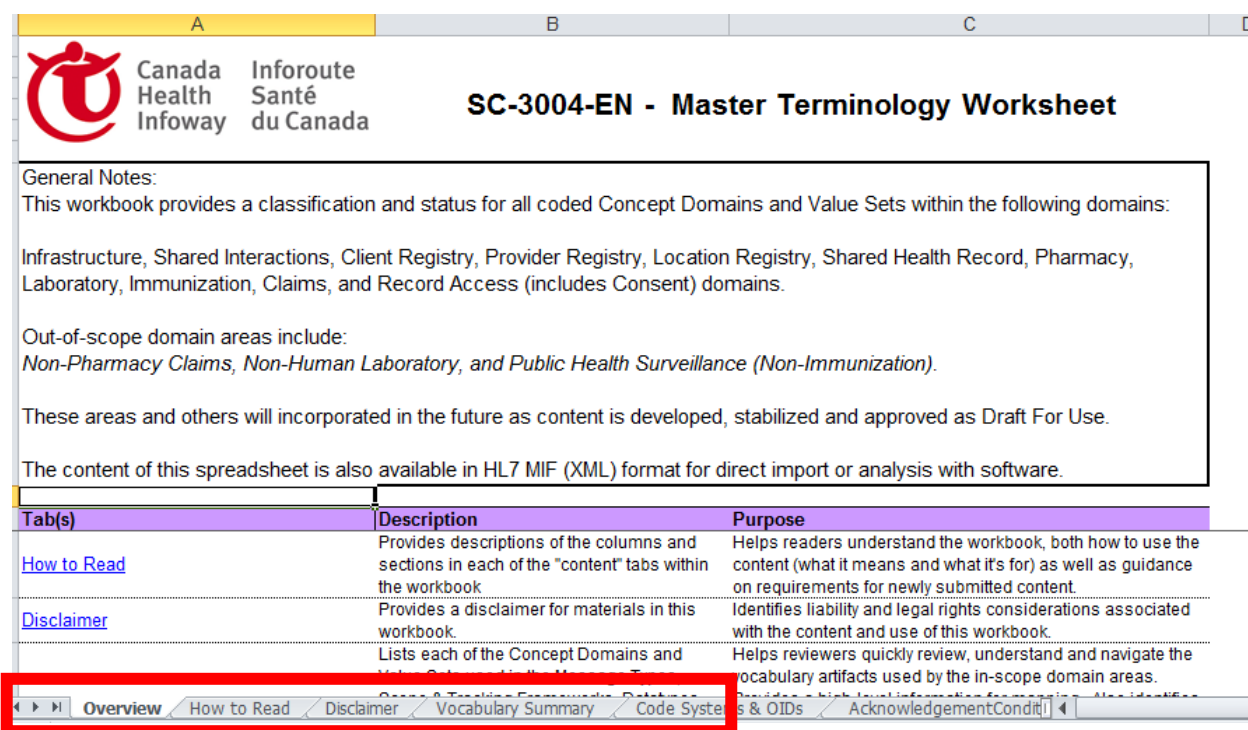 A B C
Canada Inforoute
Health Santé
Infoway du Canada
SC-3004-EN - Master Terminology Worksheet
General Notes:
This workbook provides a classification and status for all coded Concept Domains and Value Sets within the following domains:
Infrastructure, Shared Interactions, Client Registry, Provider Registry, Location Registry, Shared Health Record, Pharmacy,
Laboratory, Immunization, Claims, and Record Access (includes Consent) domains.
Out-of-scope domain areas include:
Non-Pharmacy Claims, Non-Human Laboratory, and Public Health Surveillance (Non-Immunization).
These areas and others will incorporated in the future as content is developed, stabilized and approved as Draft For Use.
The content of this spreadsheet is also available in HL7 MIF (XML) format for direct import or analysis with software.
Tab(s) Description Purpose
How to Read
Provides descriptions of the columns and
sections in each of the "content" tabs within
the workbook
Helps readers understand the workbook, both how to use the
content (what it means and what it's for) as well as guidance
on requirements for newly submitted content.
Disclaimer
Provides a disclaimer for materials in this
workbook.
Identifies liability and legal rights considerations associated
with the content and use of this workbook.
Lists each of the Concept Domains and
Helps reviewers quickly review, understand and navigate the
vocabulary artifacts used by the in-scope domain areas.
Overview How to Read Disclaimer Vocabulary Summary Code Systems & OIDs AcknowledgementCondit